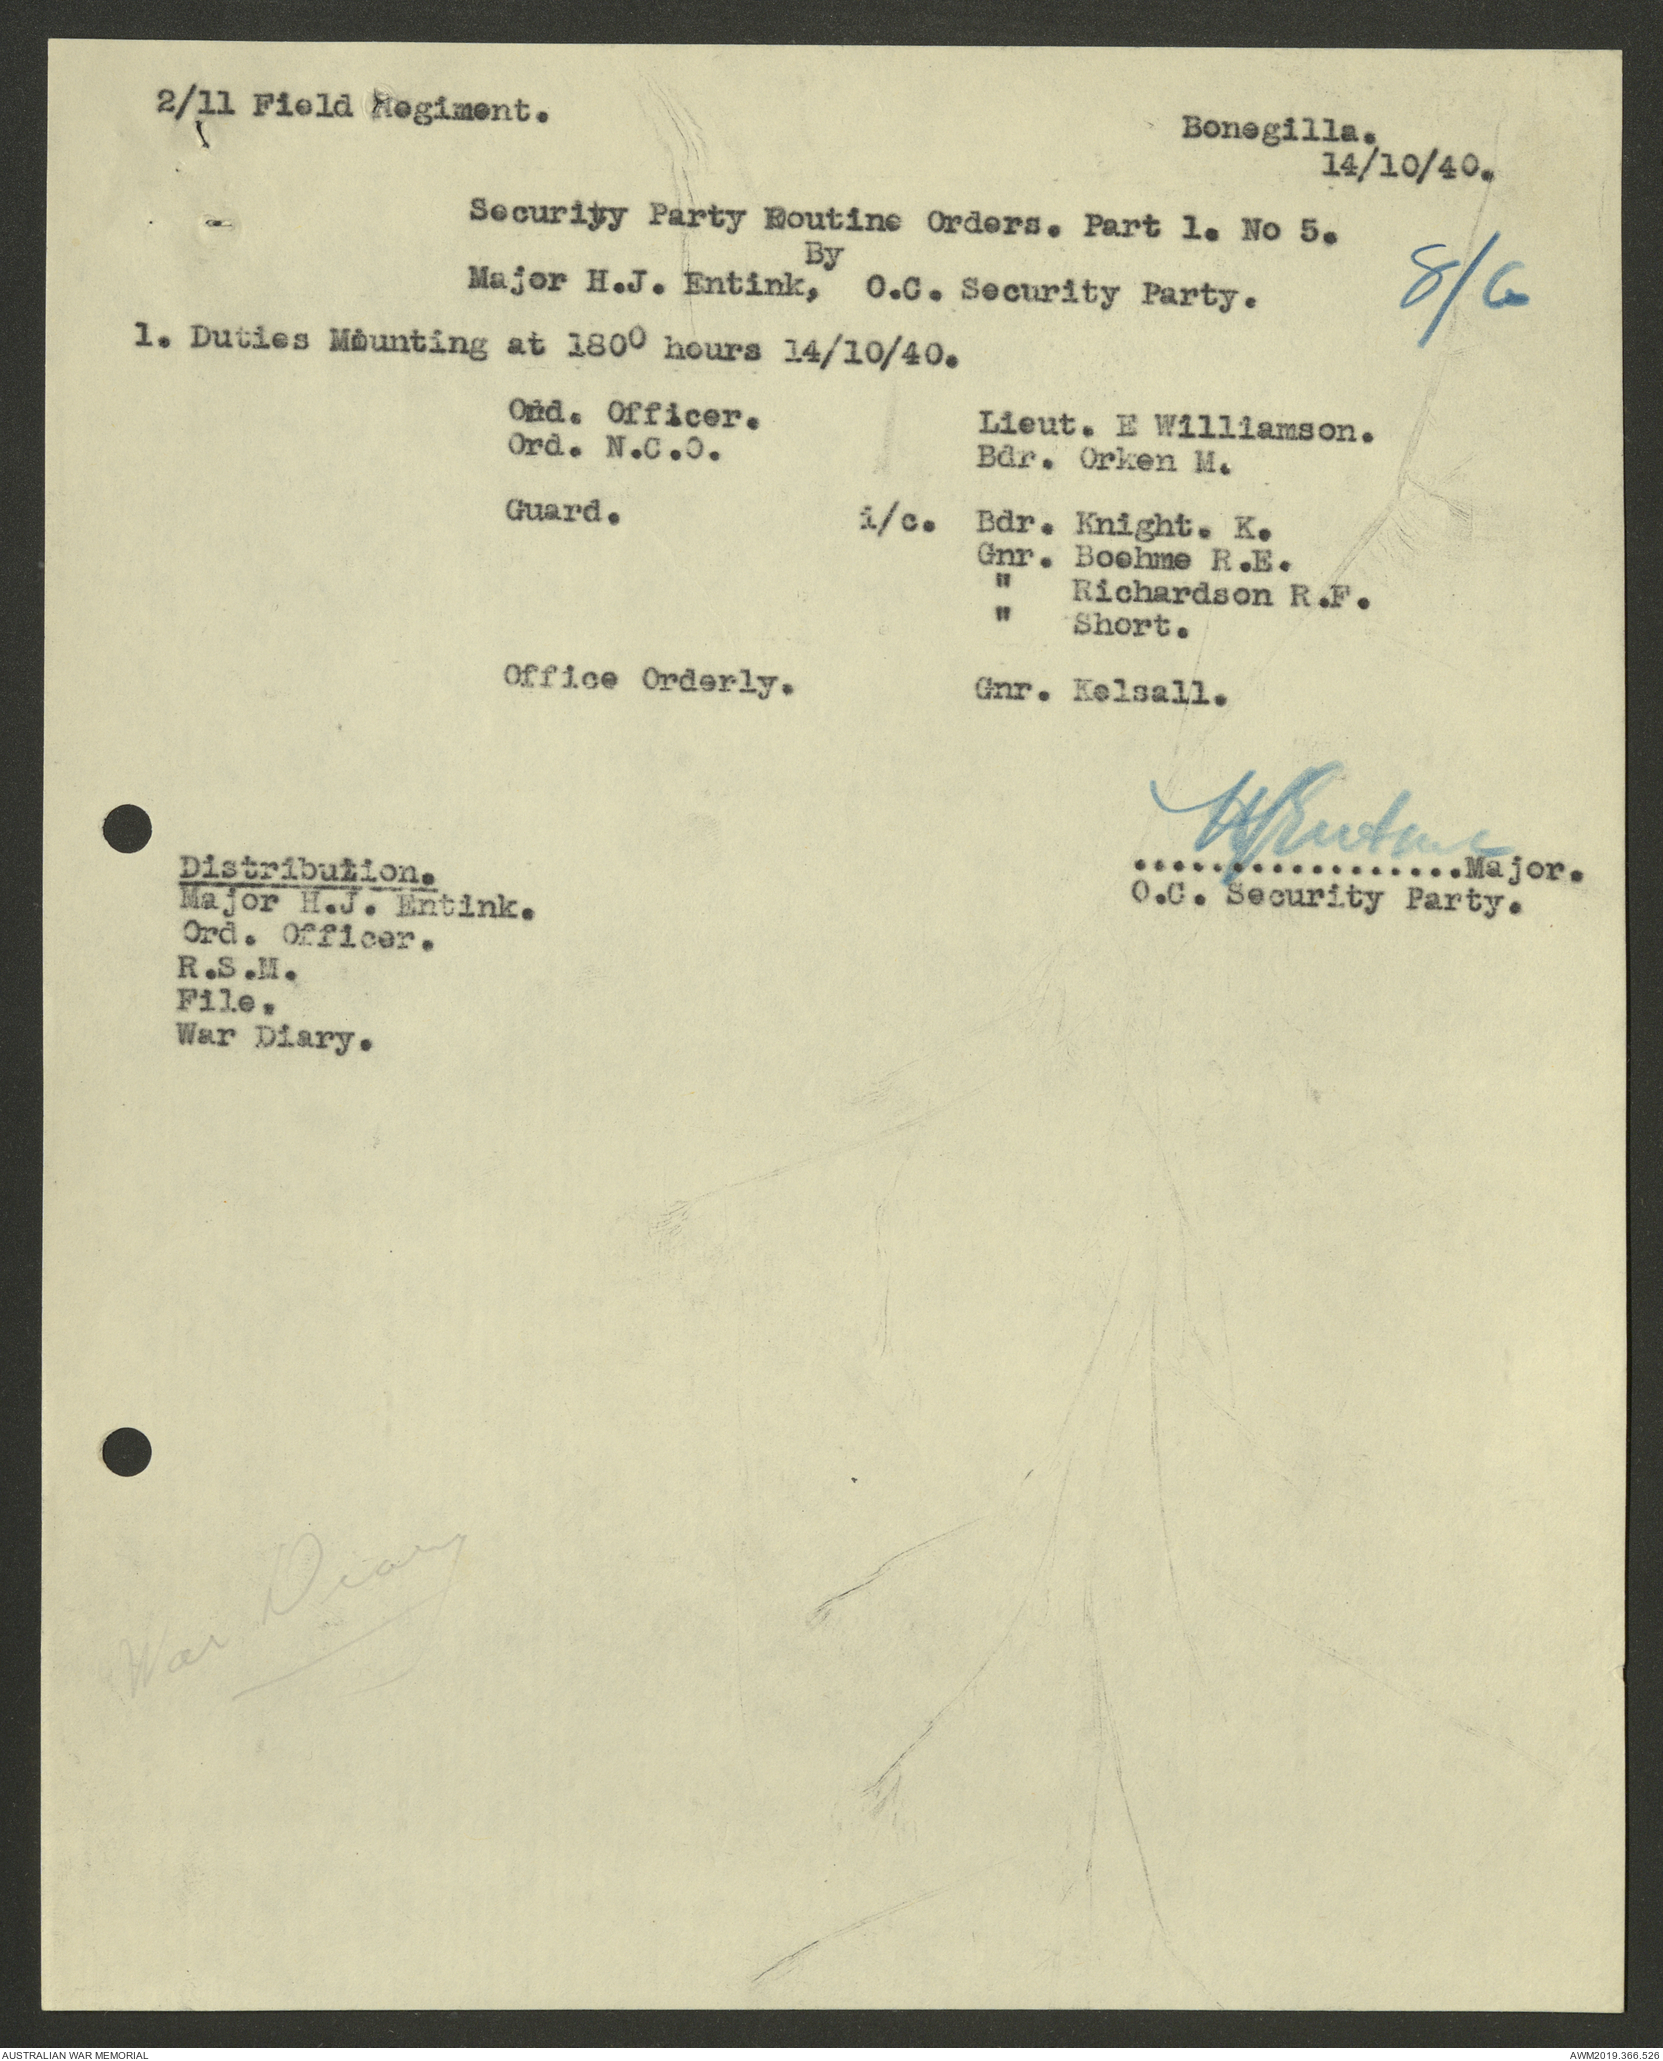 2/11 Field Regiment.
Bonegilla.
14/10/40.
Security Party Routine Orders. Part 1. No 5.
By
Major H.J. Entink, O.C. Security Party.
8/6
1. Duties Mounting at 1800 hours 14/10/40.
Ord. Officer. Lieut. E Williamson.
Ord. N.C.O. Bdr. Orken M.
Guard. i/c. Bdr. Knight. K.
Gnr. Boehme R.E.
" Richardson R.F.
" Short.
Office Orderly. Gnr. Kelsall.
HJEntink
..................Major.
O.C. Security Party.
Distribution.
Major H.J. Entink.
Ord. Officer.
R.S.M.
File.
War Diary.
War Diary
AUSTRALIAN WAR MEMORIAL
AWM2019.366.526